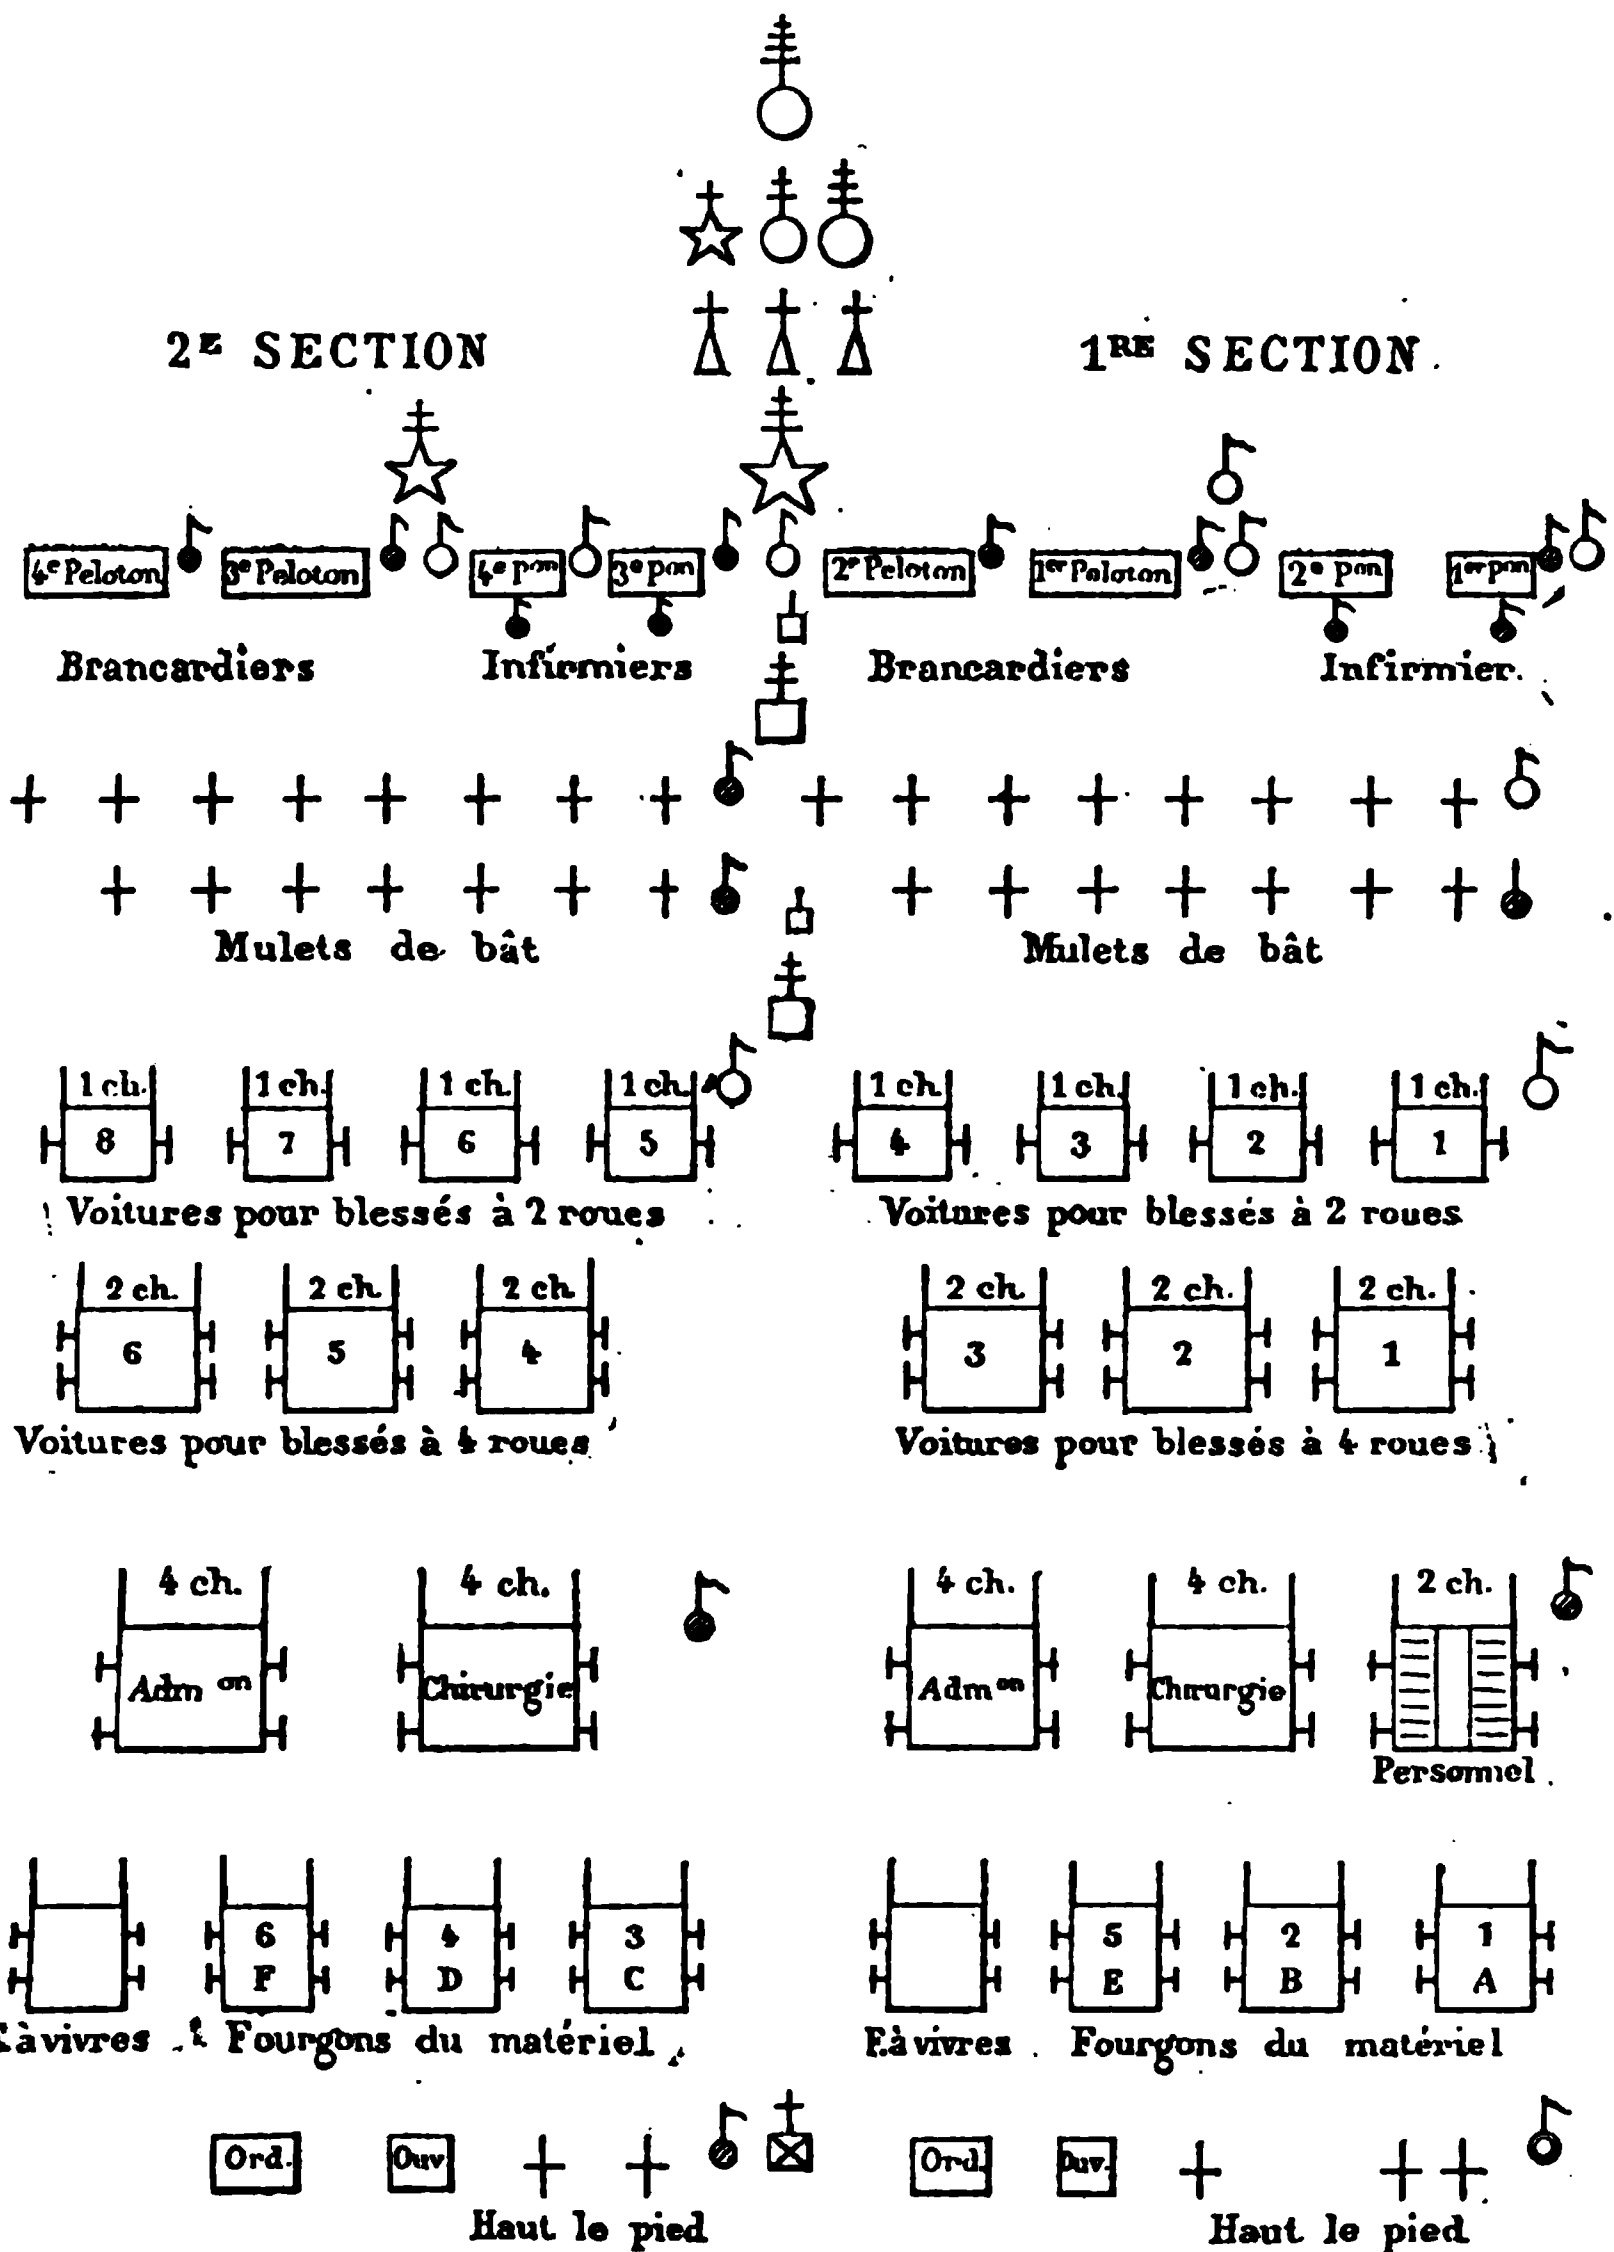 2E SECTION 1RE SECTION
4e Peloton 3e Peloton 4e pon 3e pon 2e Peloton 1er Peloton 2e pon 1er pon
Brancardiers Infirmiers Brancardiers Infirmier.
Mulets de bât Mulets de bât
1 ch. 1 ch. 1 ch. 1 ch. 1 ch. 1 ch. 1 ch. 1 ch.
8 7 6 5 4 3 2 1
Voitures pour blessés à 2 roues Voitures pour blessés à 2 roues
2 ch. 2 ch. 2 ch. 2 ch. 2 ch. 2 ch.
6 5 4 3 2 1
Voitures pour blessés à 4 roues Voitures pour blessés à 4 roues
4 ch. 4 ch. 4 ch. 4 ch. 2 ch.
Admon Chirurgie Admon Chirurgie
Personnel
6 4 3 5 2 1
F D C E B A
F. à vivres Fourgons du matériel F. à vivres Fourgons du matériel
Ord. Ouv. Ord. Ouv.
Haut le pied Haut le pied